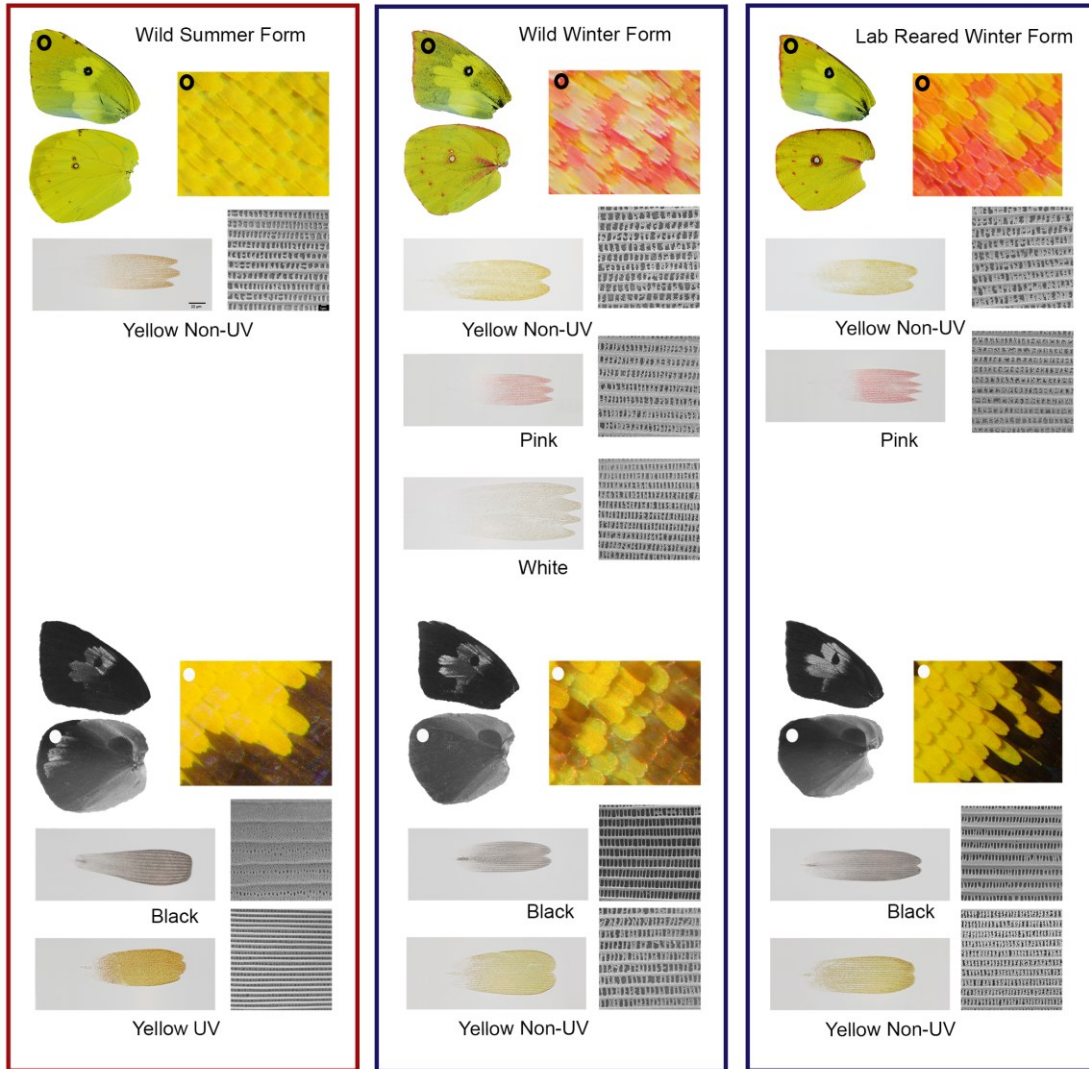 Wild Summer Form
Yellow Non-UV
Black
Yellow UV
Wild Winter Form
Yellow Non-UV
Pink
White
Black
Yellow Non-UV
Lab Reared Winter Form
Yellow Non-UV
Pink
Black
Yellow Non-UV